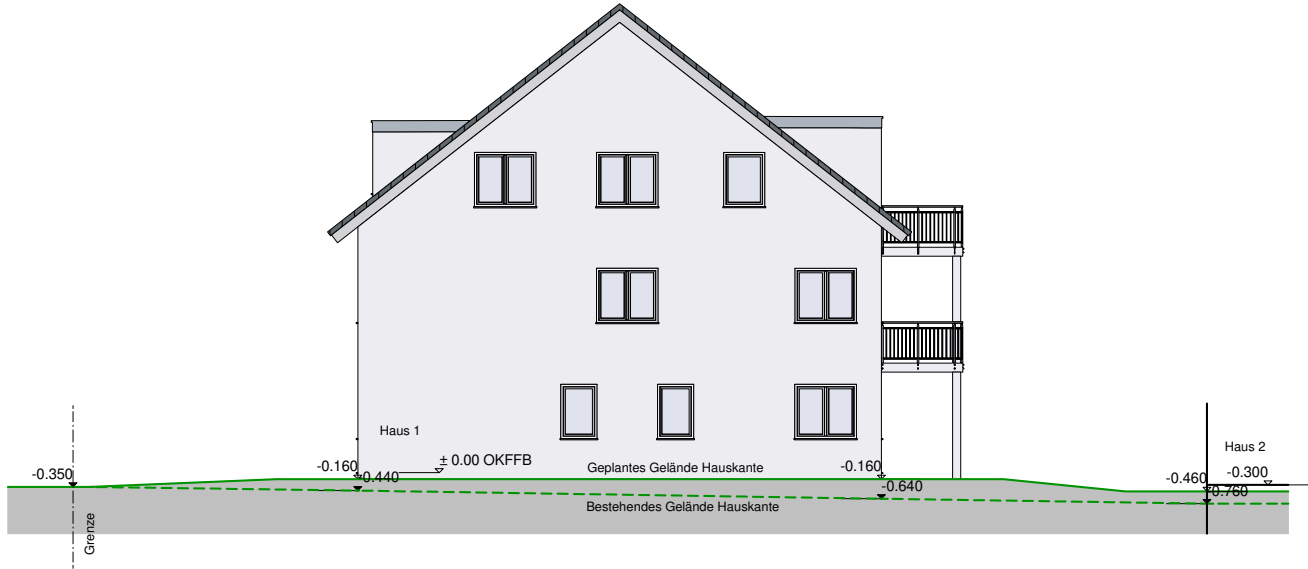 Haus 1
Haus 2
± 0.00 OKFFB
-0.160
Geplantes Gelände Hauskante
-0.160
-0.350
-0.300
-0.440
-0.460
-0.640
-0.760
Bestehendes Gelände Hauskante
Grenze